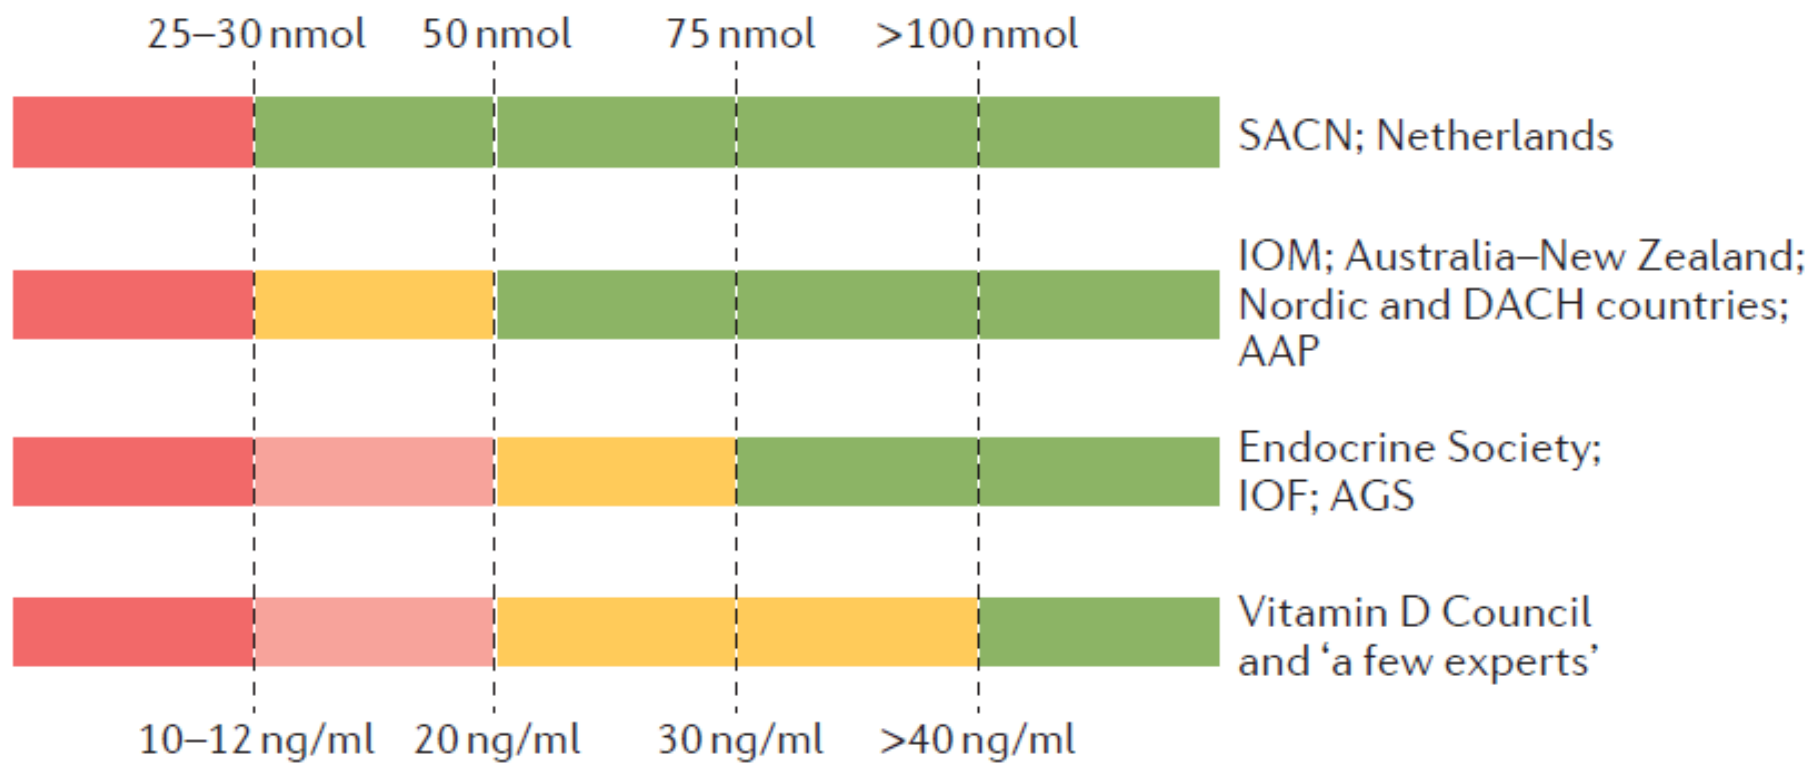 25–30 nmol 50 nmol 75 nmol >100 nmol
SACN; Netherlands
IOM; Australia–New Zealand;
Nordic and DACH countries;
AAP
Endocrine Society;
IOF; AGS
Vitamin D Council
and ‘a few experts’
10–12 ng/ml 20 ng/ml 30 ng/ml >40 ng/ml